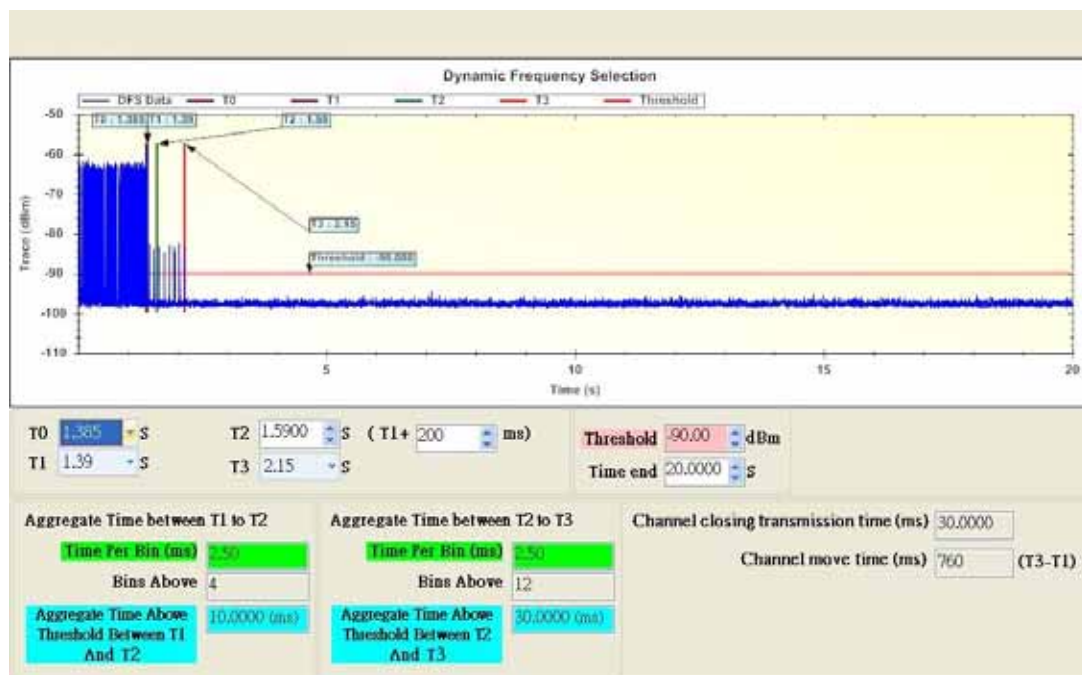 Dynamic Frequency Selection
DFS Data T0 T1 T2 T3 Threshold
T1 : 1.39
T3 : 2.15
Threshold : -90.000
Trace (dBm)
-50
-60
-70
-80
-90
-100
-110
5 10 15 20
Time (s)
T0 1.385 S T2 1.5900 S ( T1+ 200 ms)
T1 1.39 S T3 2.15 S
Threshold -90.00 dBm
Time end 20.0000 S
Aggregate Time between T1 to T2
Time Per Bin (ms) 2.50
Bins Above 4
Aggregate Time Above
Threshold Between T1
And T2
10.0000 (ms)
Aggregate Time between T2 to T3
Time Per Bin (ms) 2.50
Bins Above 12
Aggregate Time Above
Threshold Between T2
And T3
30.0000 (ms)
Channel closing transmission time (ms) 30.0000
Channel move time (ms) 760 (T3-T1)